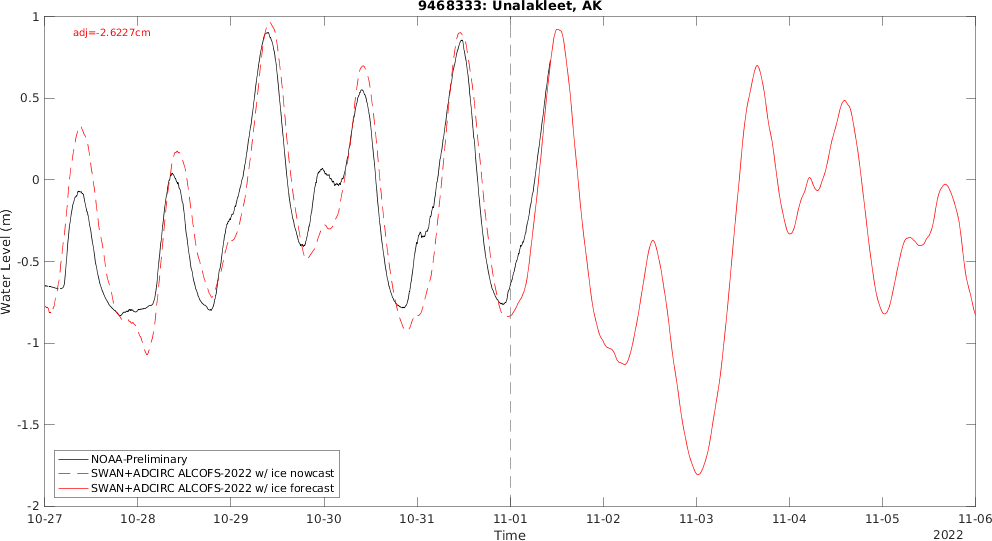 9468333: Unalakleet, AK
adj=-2.6227cm
Water Level (m)
1
0.5
0
-0.5
-1
-1.5
-2
NOAA-Preliminary
SWAN+ADCIRC ALCOFS-2022 w/ ice nowcast
SWAN+ADCIRC ALCOFS-2022 w/ ice forecast
10-27 10-28 10-29 10-30 10-31 11-01 11-02 11-03 11-04 11-05 11-06
Time
2022